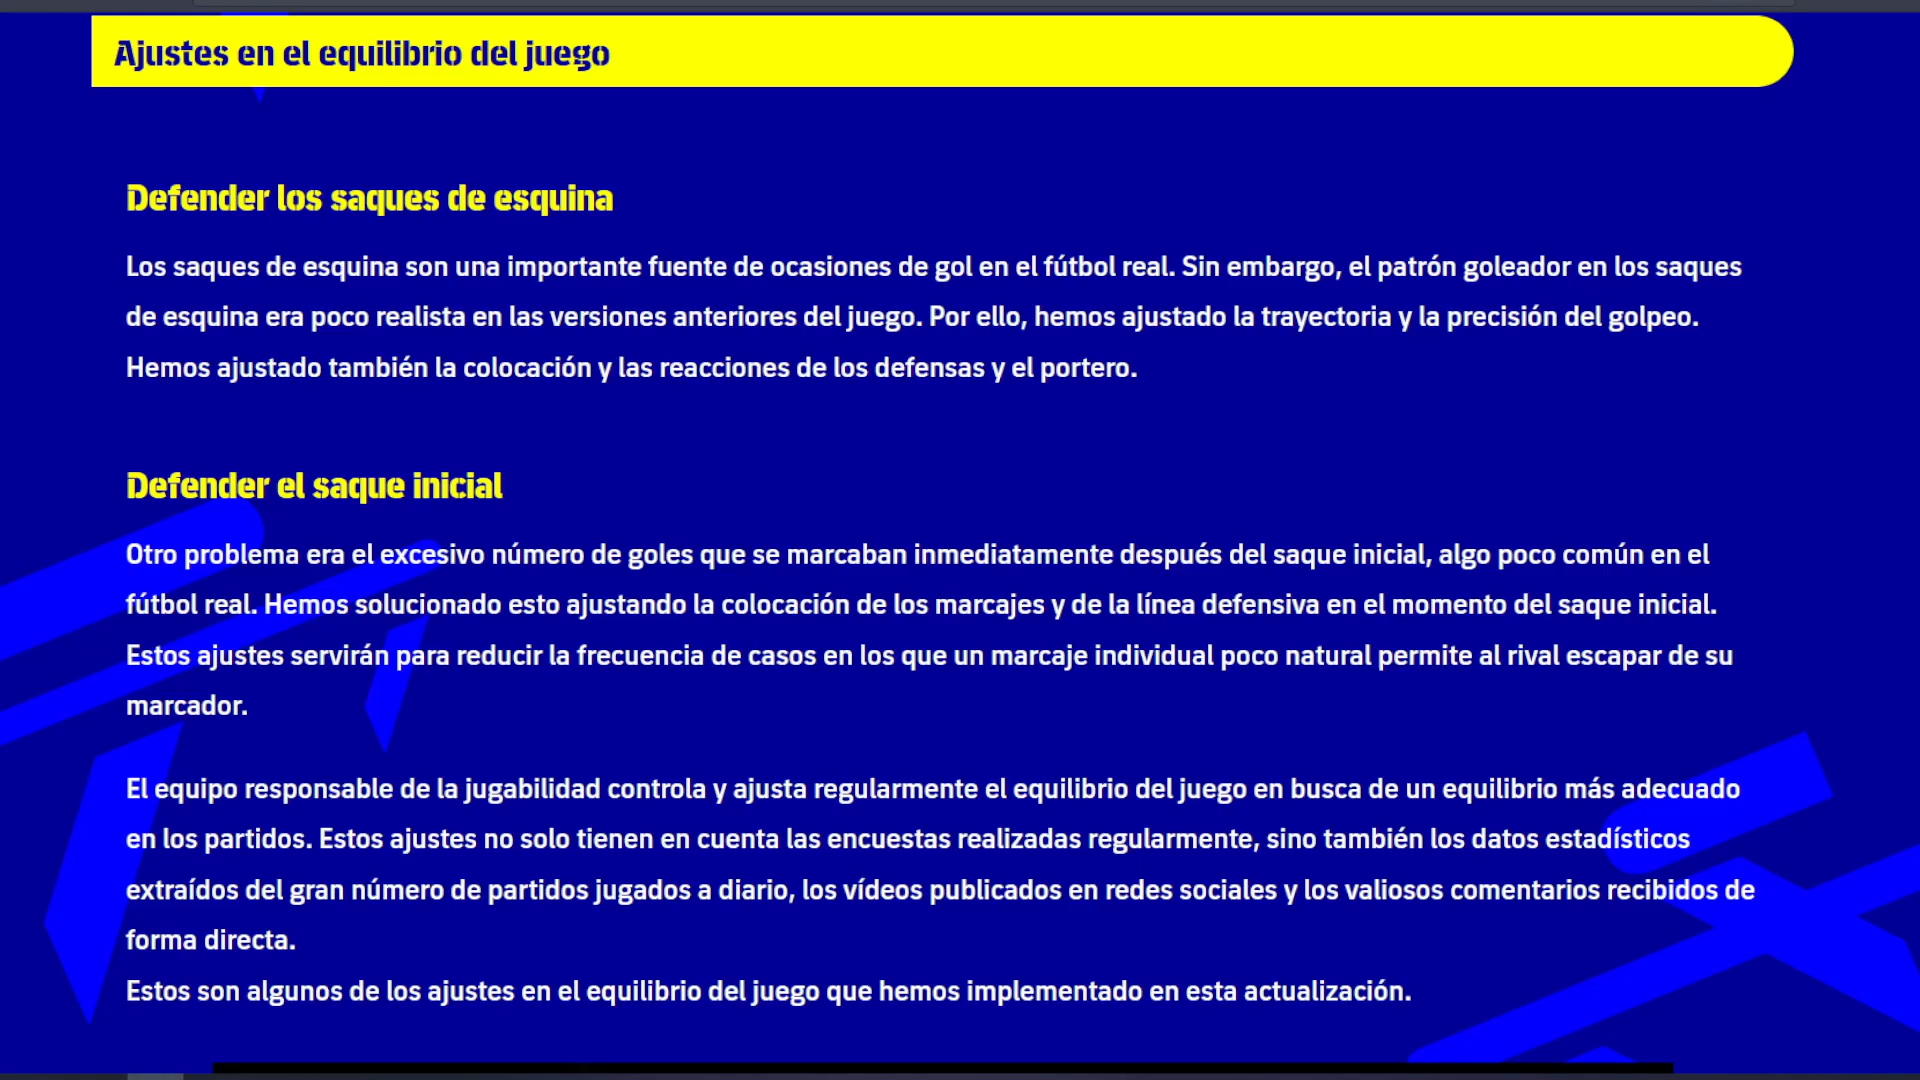 Ajustes en el equilibrio del juego
Defender los saques de esquina
Los saques de esquina son una importante fuente de ocasiones de gol en el fútbol real. Sin embargo, el patrón goleador en los saques
de esquina era poco realista en las versiones anteriores del juego. Por ello, hemos ajustado la trayectoria y la precisión del golpeo.
Hemos ajustado también la colocación y las reacciones de los defensas y el portero.
Defender el saque inicial
Otro problema era el excesivo número de goles que se marcaban inmediatamente después del saque inicial, algo poco común en el
fútbol real. Hemos solucionado esto ajustando la colocación de los marcajes y de la línea defensiva en el momento del saque inicial.
Estos ajustes servirán para reducir la frecuencia de casos en los que un marcaje individual poco natural permite al rival escapar de su
marcador.
El equipo responsable de la jugabilidad controla y ajusta regularmente el equilibrio del juego en busca de un equilibrio más adecuado
en los partidos. Estos ajustes no solo tienen en cuenta las encuestas realizadas regularmente, sino también los datos estadísticos
extraídos del gran número de partidos jugados a diario, los vídeos publicados en redes sociales y los valiosos comentarios recibidos de
forma directa.
Estos son algunos de los ajustes en el equilibrio del juego que hemos implementado en esta actualización.